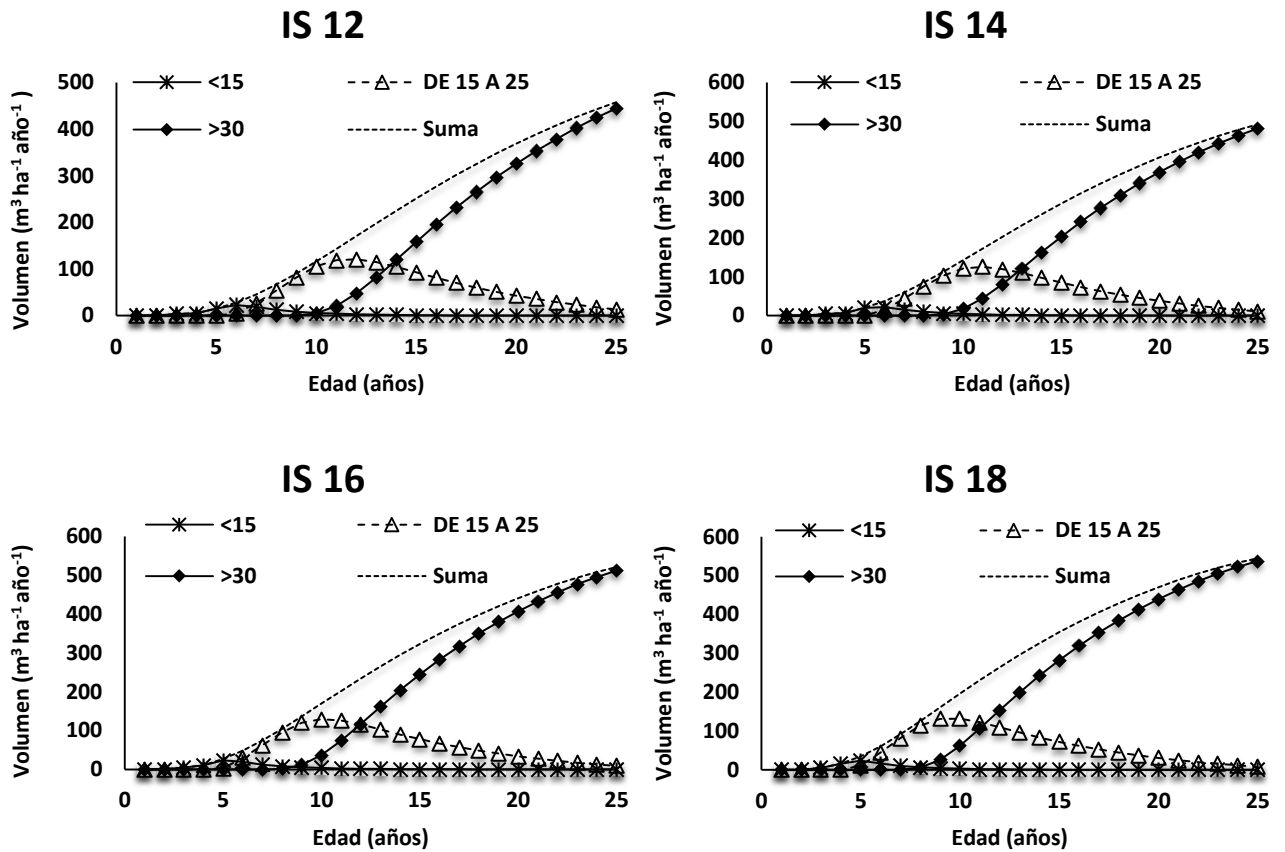 IS 12
500
400
300
200
100
0
<15
DE 15 A 25
>30
Suma
Volumen (m³ ha⁻¹ año⁻¹ )
0 5 10 15 20 25
Edad (años)
IS 14
600
500
400
300
200
100
0
<15
DE 15 A 25
>30
Suma
Volumen (m³ ha⁻¹ año⁻¹)
0 5 10 15 20 25
Edad (años)
IS 16
600
500
400
300
200
100
0
<15
DE 15 A 25
>30
Suma
Volumen (m³ ha⁻¹ año⁻¹)
0 5 10 15 20 25
Edad (años)
IS 18
600
500
400
300
200
100
0
<15
DE 15 A 25
>30
Suma
Volumen (m³ ha⁻¹ año⁻¹)
0 5 10 15 20 25
Edad (años)